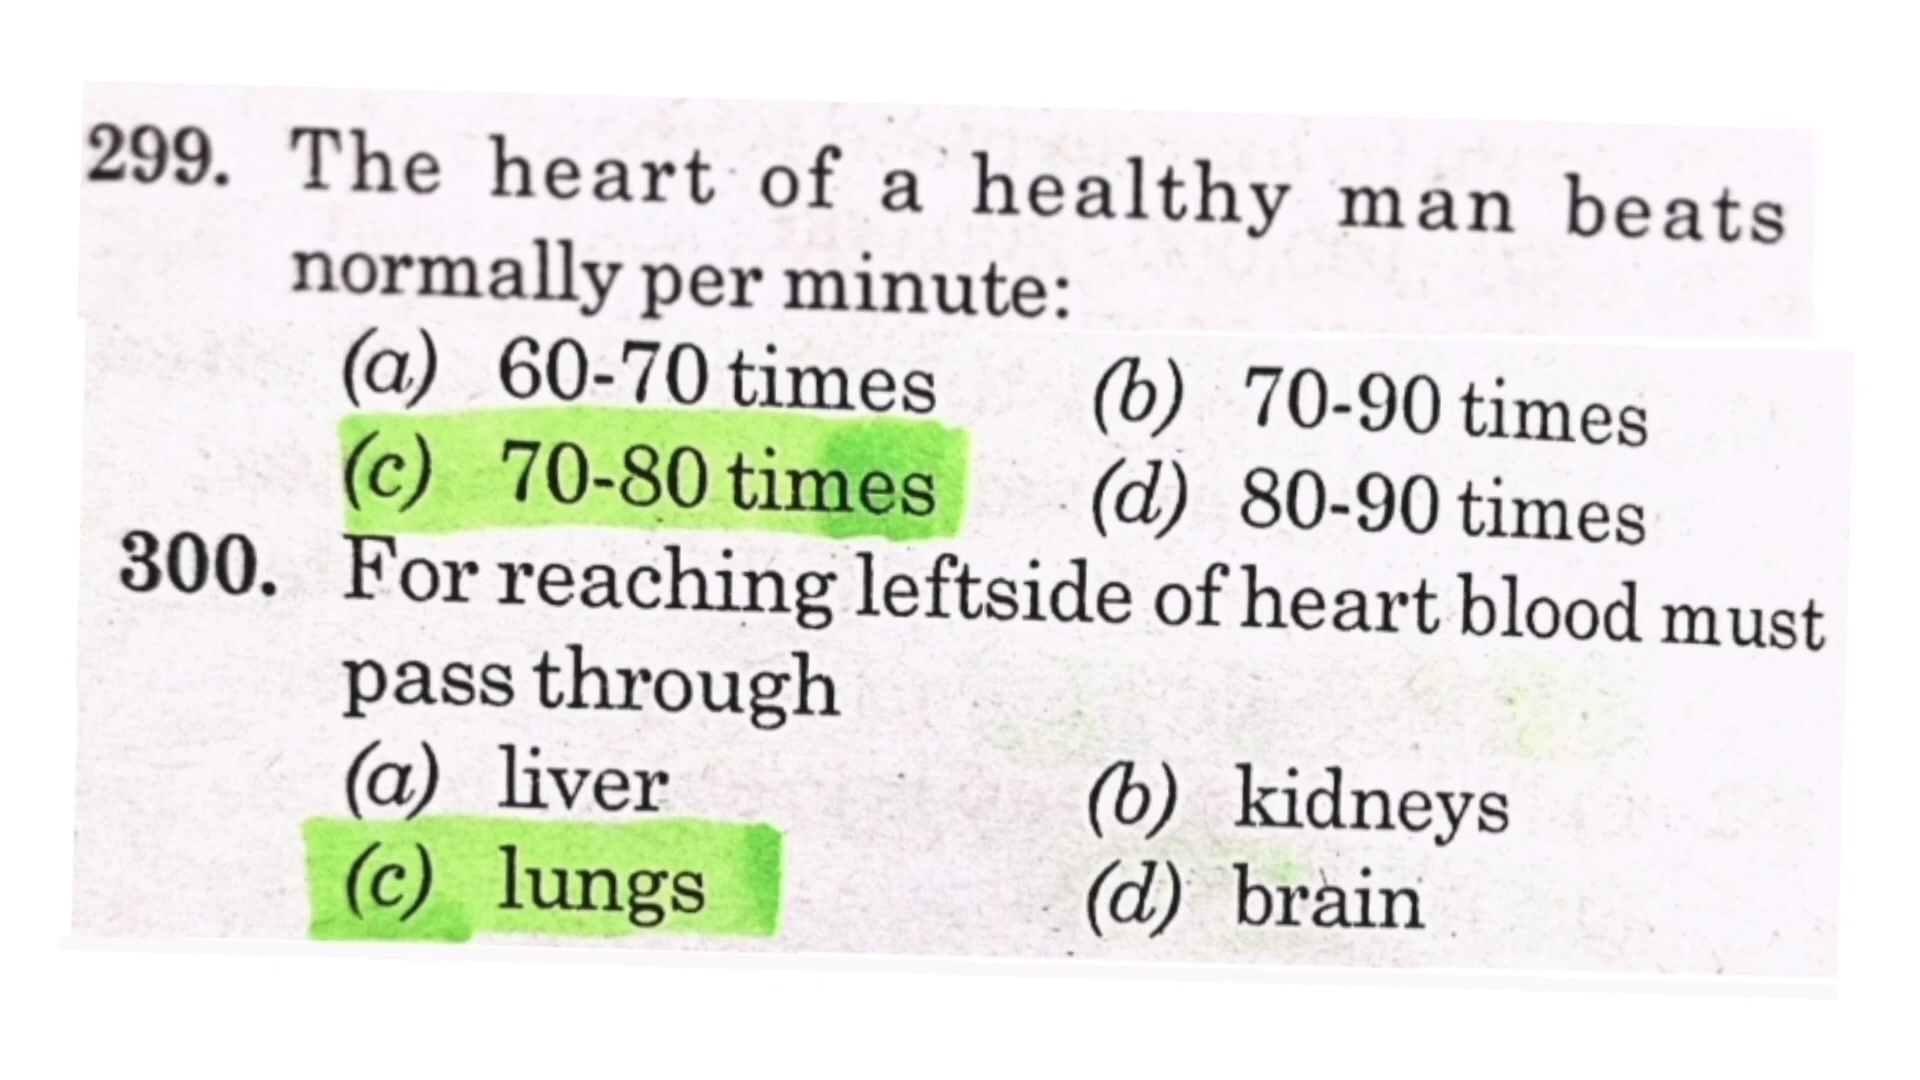 299. The heart of a healthy man beats
normally per minute:
(a) 60-70 times (b) 70-90 times
(c) 70-80 times (d) 80-90 times
300. For reaching leftside of heart blood must
pass through
(a) liver (b) kidneys
(c) lungs (d) brain